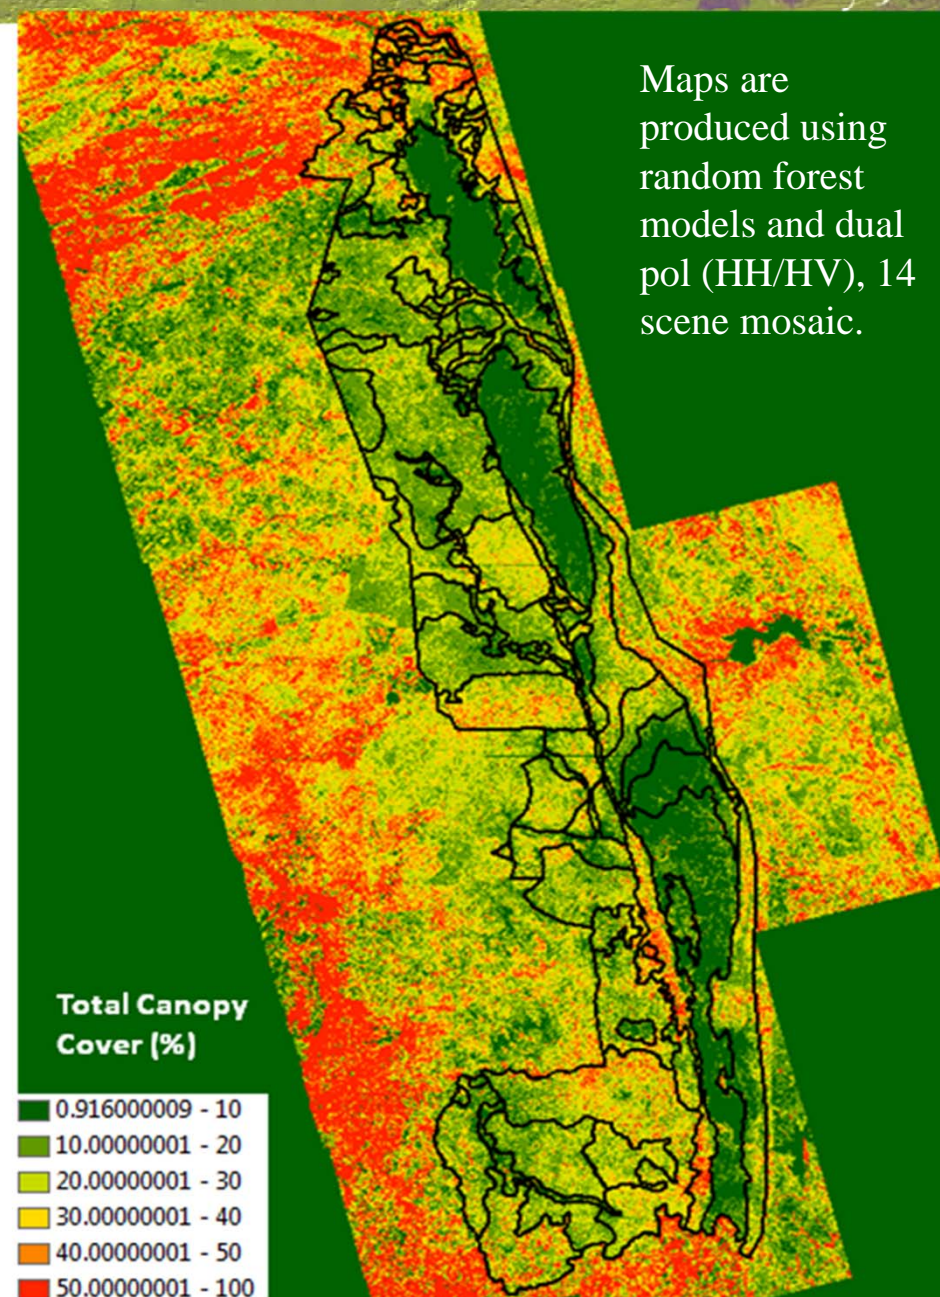 Maps are
produced using
random forest
models and dual
pol (HH/HV), 14
scene mosaic.
Total Canopy
Cover (%)
0.916000009 - 10
10.00000001 - 20
20.00000001 - 30
30.00000001 - 40
40.00000001 - 50
50.00000001 - 100